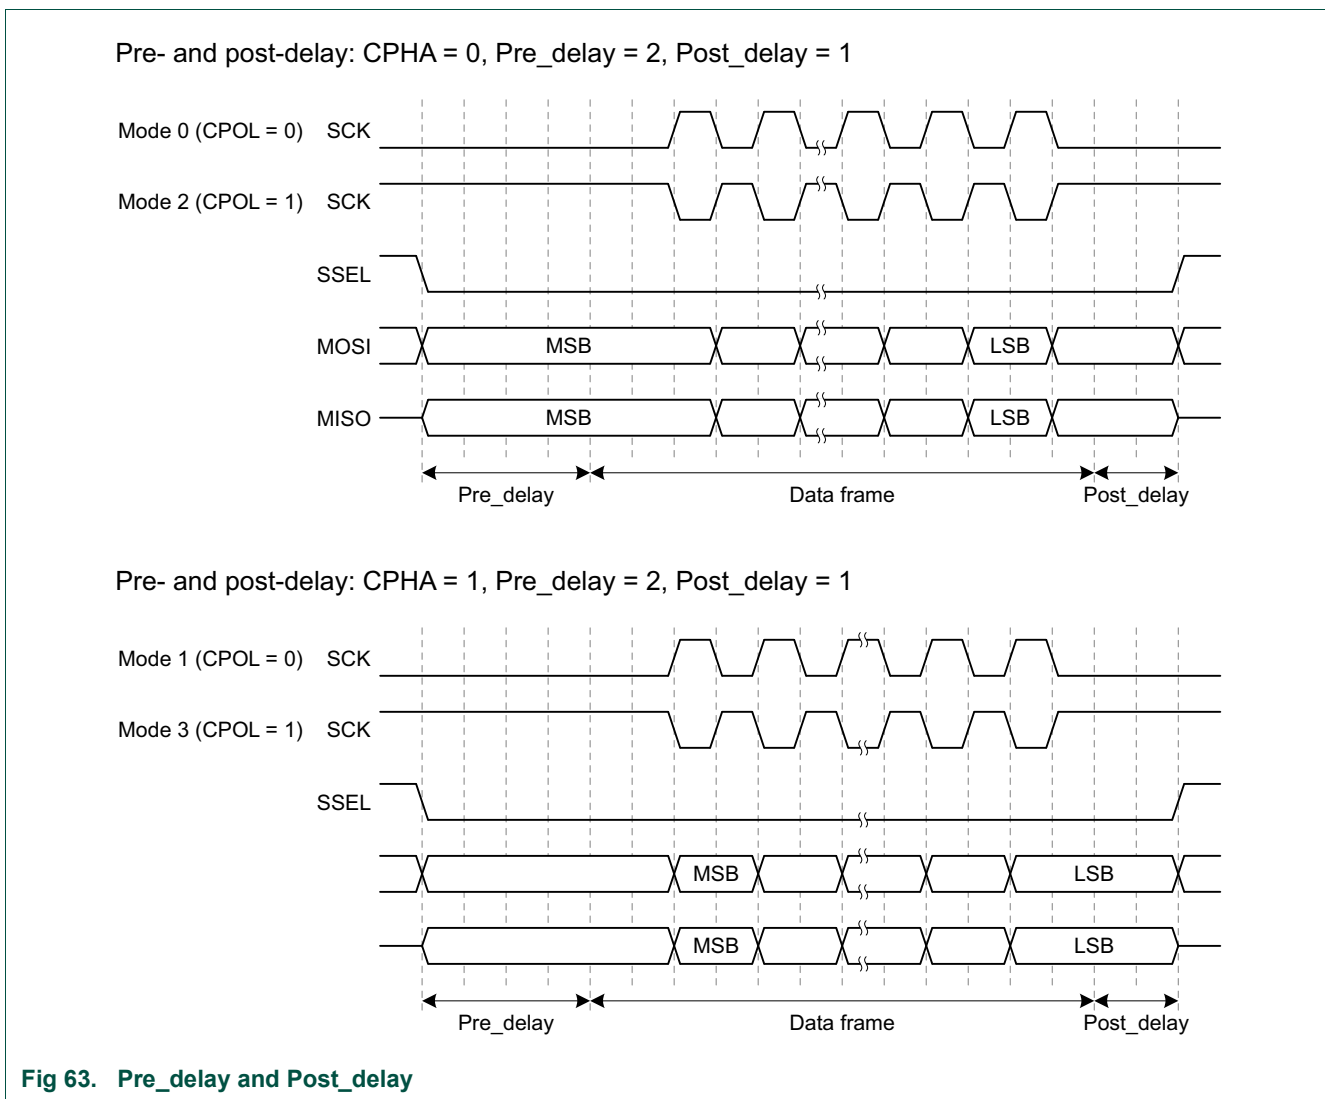 Pre- and post-delay: CPHA = 0, Pre_delay = 2, Post_delay = 1
Mode 0 (CPOL = 0) SCK
Mode 2 (CPOL = 1) SCK
SSEL
MOSI MSB LSB
MISO MSB LSB
Pre_delay Data frame Post_delay
Pre- and post-delay: CPHA = 1, Pre_delay = 2, Post_delay = 1
Mode 1 (CPOL = 0) SCK
Mode 3 (CPOL = 1) SCK
SSEL
MSB LSB
MSB LSB
Pre_delay Data frame Post_delay
Fig 63. Pre_delay and Post_delay